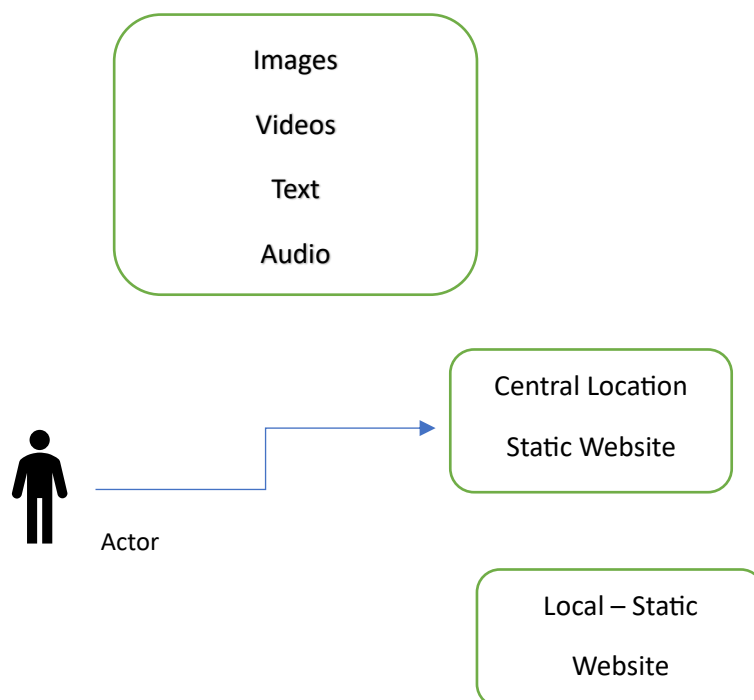 Images
Videos
Text
Audio
Central Location
Static Website
Actor
Local – Static
Website